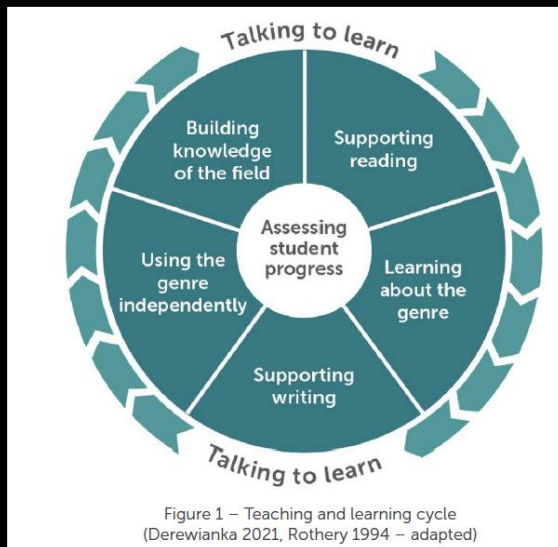 Talking to learn
Building
knowledge
of the field
Supporting
reading
Assessing
student
progress
Using the
genre
independently
Learning
about the
genre
Supporting
writing
Talking to learn
Figure 1 – Teaching and learning cycle
(Derewianka 2021, Rothery 1994 – adapted)